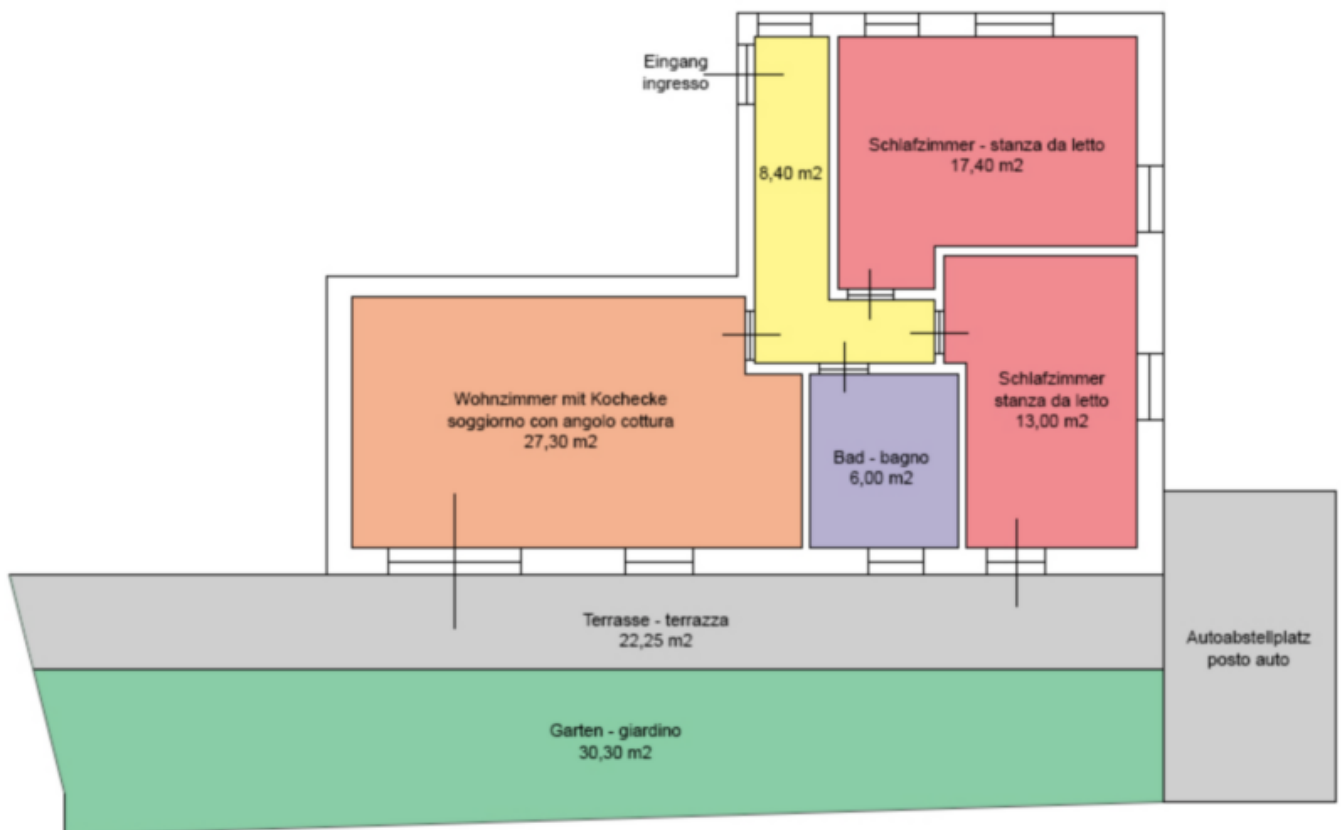 Eingang
ingresso
Schlafzimmer - stanza da letto
17,40 m2
8,40 m2
Wohnzimmer mit Kochecke
soggiorno con angolo cottura
27,30 m2
Schlafzimmer
stanza da letto
13,00 m2
Bad - bagno
6,00 m2
Terrasse - terrazza
22,25 m2
Autoabstellplatz
posto auto
Garten - giardino
30,30 m2